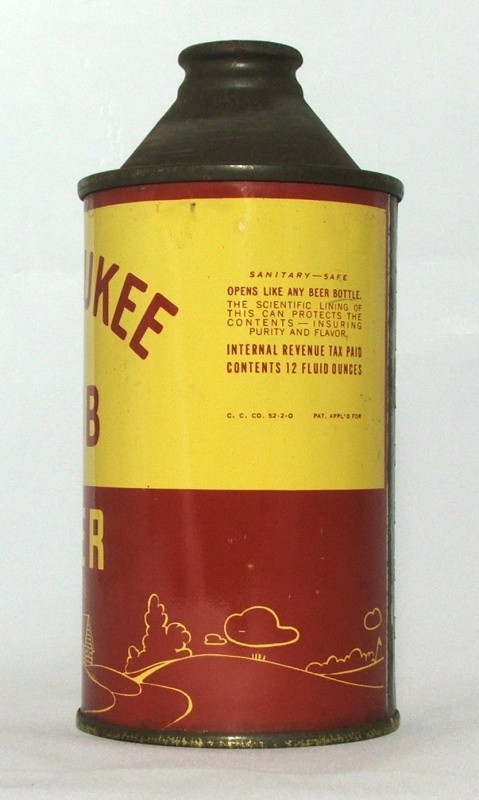 UKEE
B
ER
SANITARY—SAFE
OPENS LIKE ANY BEER BOTTLE.
THE SCIENTIFIC LINING OF
THIS CAN PROTECTS THE
CONTENTS — INSURING
PURITY AND FLAVOR.
INTERNAL REVENUE TAX PAID
CONTENTS 12 FLUID OUNCES
C. C. CO. 52-2-O PAT. APPL'D FOR